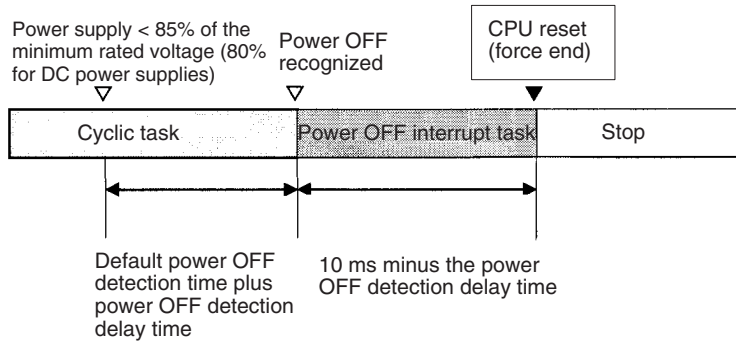 Power supply < 85% of the
minimum rated voltage (80%
for DC power supplies)
Power OFF
recognized
CPU reset
(force end)
Cyclic task
Power OFF interrupt task
Stop
Default power OFF
detection time plus
power OFF detection
delay time
10 ms minus the power
OFF detection delay time